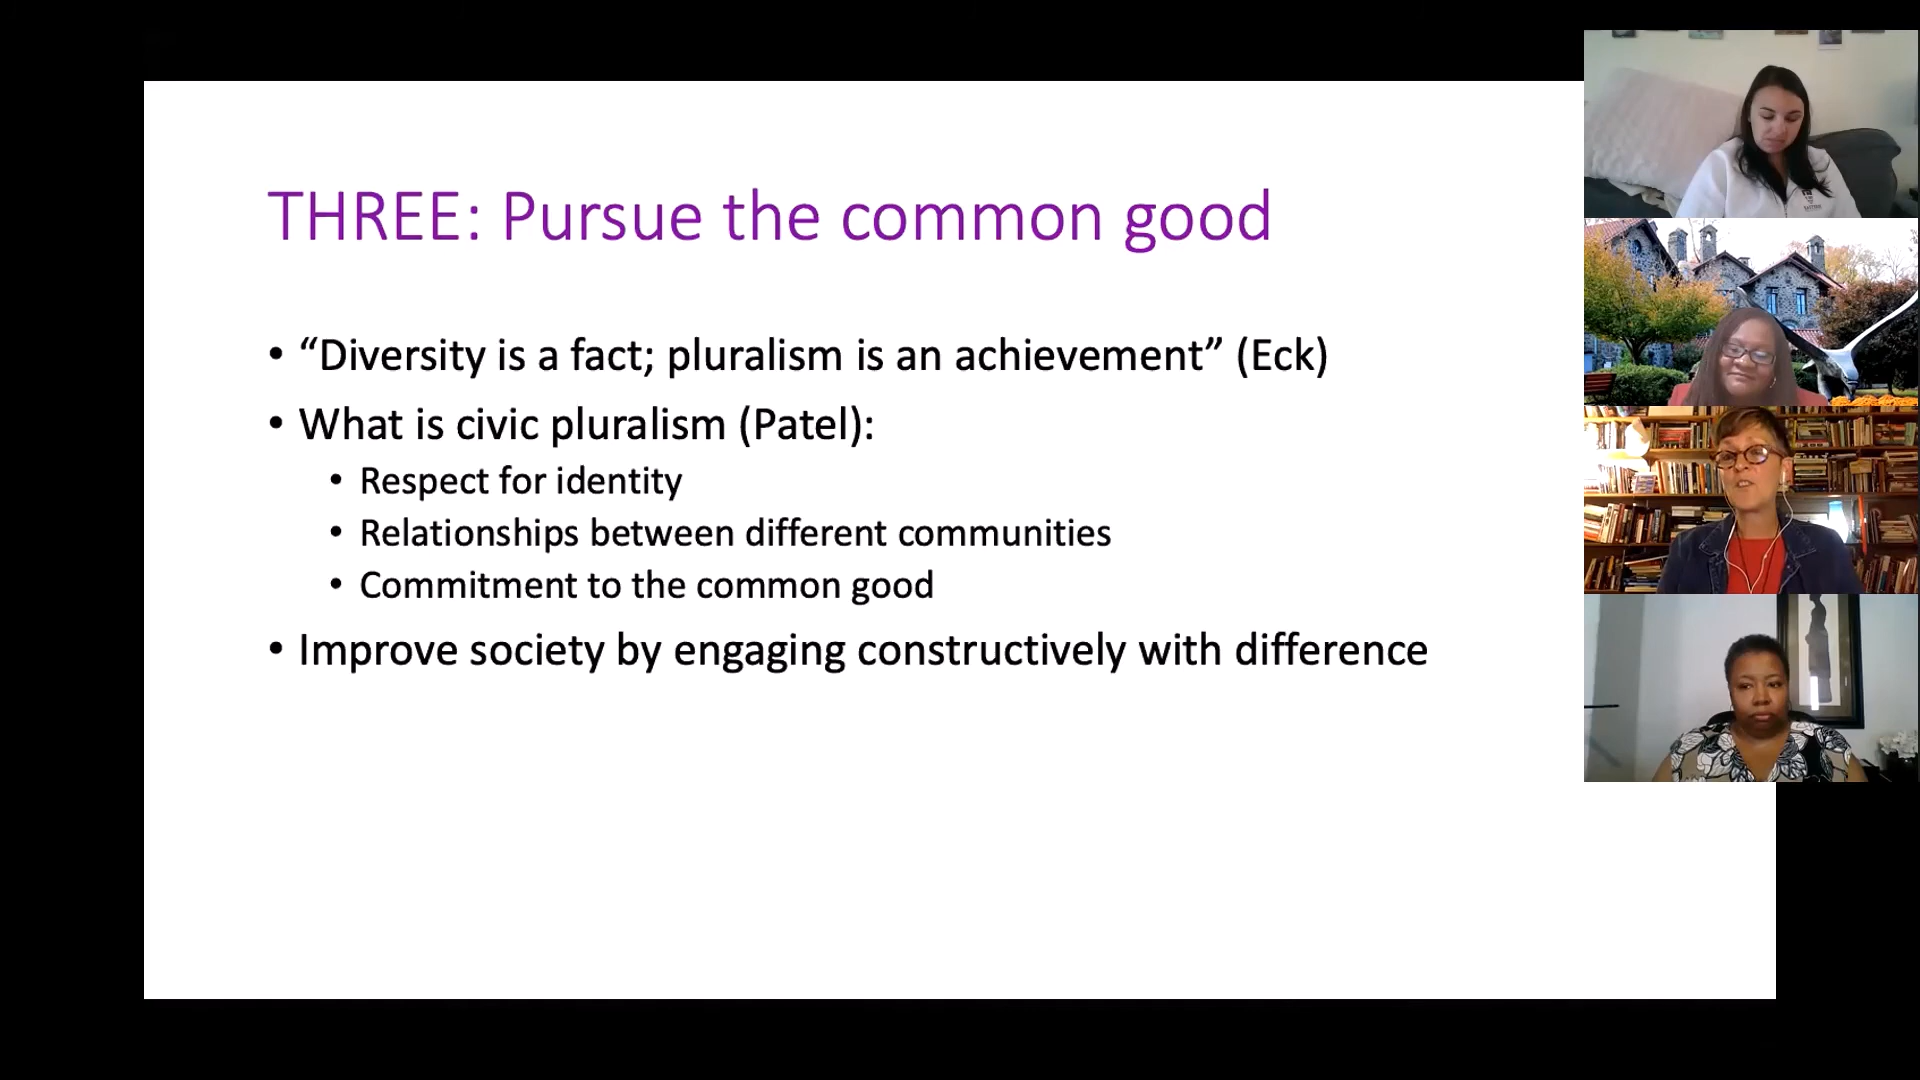 THREE: Pursue the common good
• “Diversity is a fact; pluralism is an achievement” (Eck)
• What is civic pluralism (Patel):
• Respect for identity
• Relationships between different communities
• Commitment to the common good
• Improve society by engaging constructively with difference